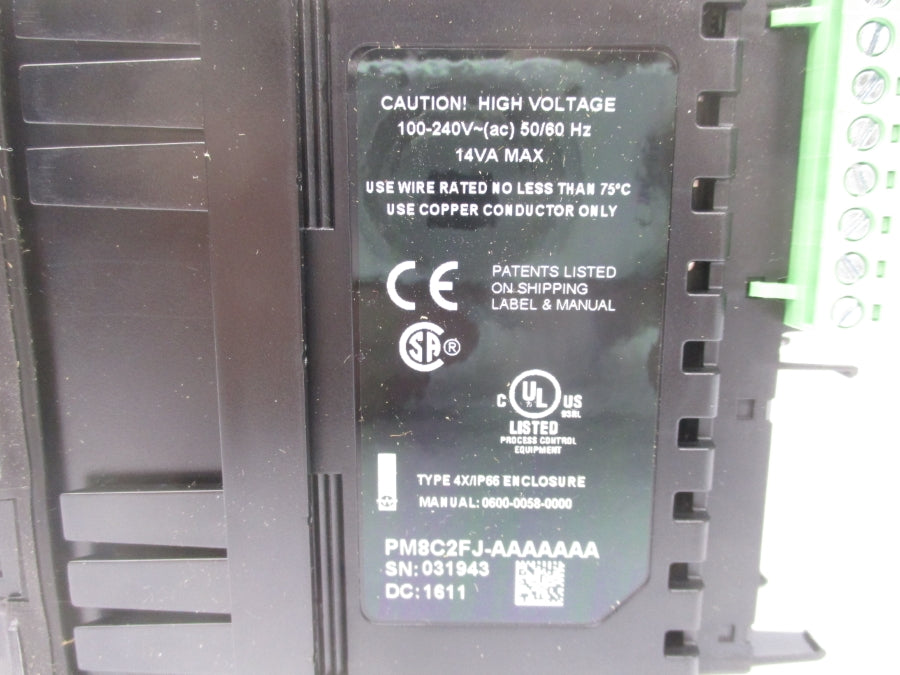 CAUTION! HIGH VOLTAGE
100-240V~(ac) 50/60 Hz
14VA MAX
USE WIRE RATED NO LESS THAN 75°C
USE COPPER CONDUCTOR ONLY
CE
PATENTS LISTED
ON SHIPPING
LABEL & MANUAL
SA®
C UL US
93RL
LISTED
PROCESS CONTROL
EQUIPMENT
TYPE 4X/IP66 ENCLOSURE
MANUAL: 0600-0058-0000
PM8C2FJ-AAAAAAA
SN: 031943
DC: 1611